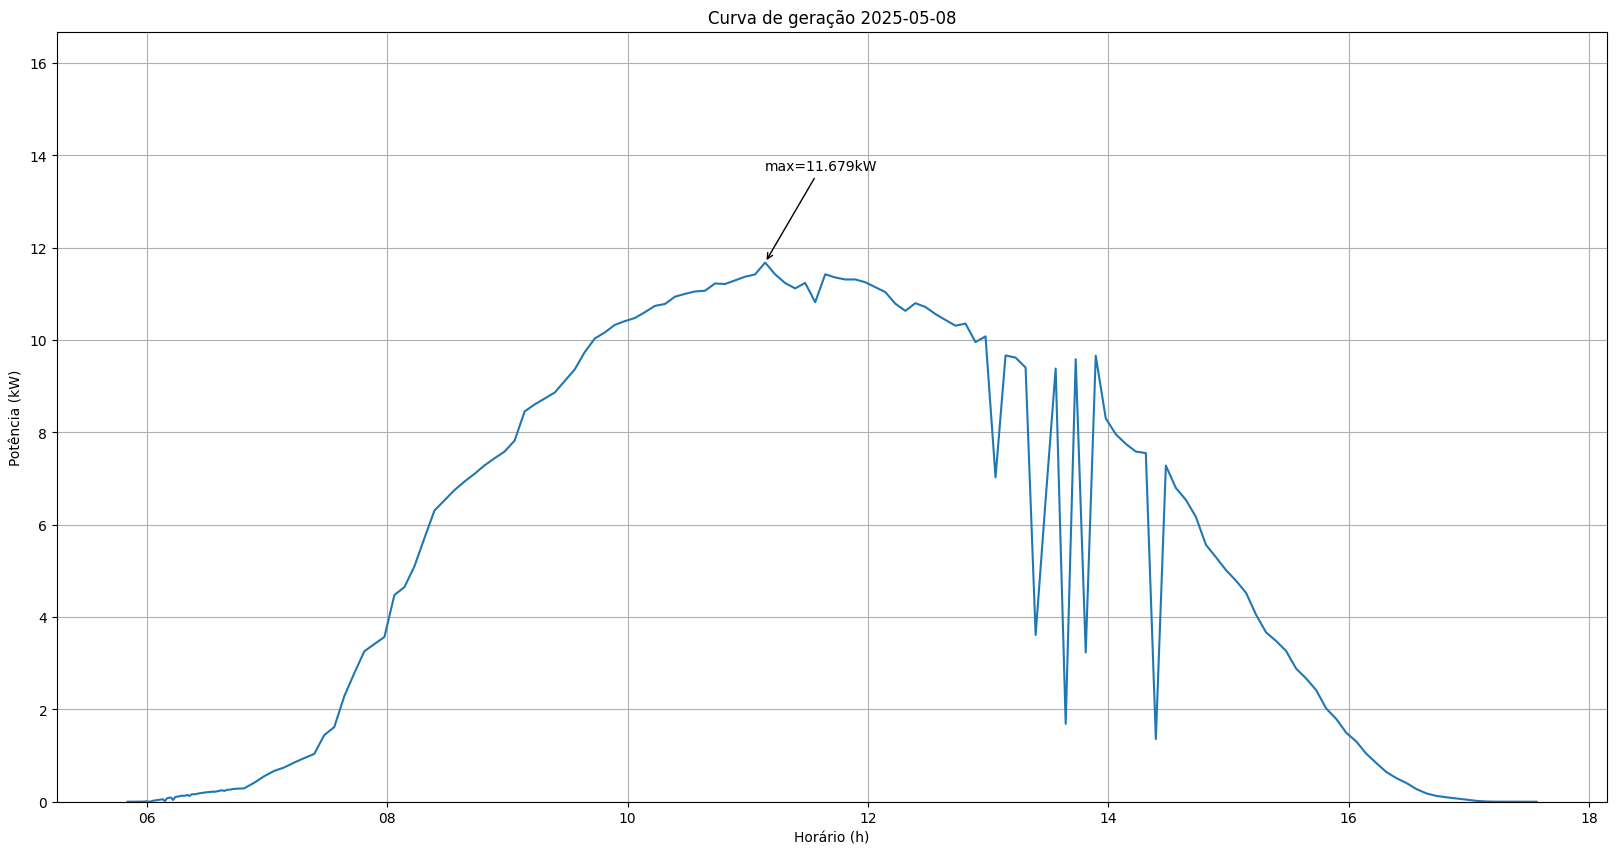 Curva de geração 2025-05-08
16
14
max=11.679kW
12
10
8
6
4
2
0
Potência (kW)
06 08 10 12 14 16 18
Horário (h)